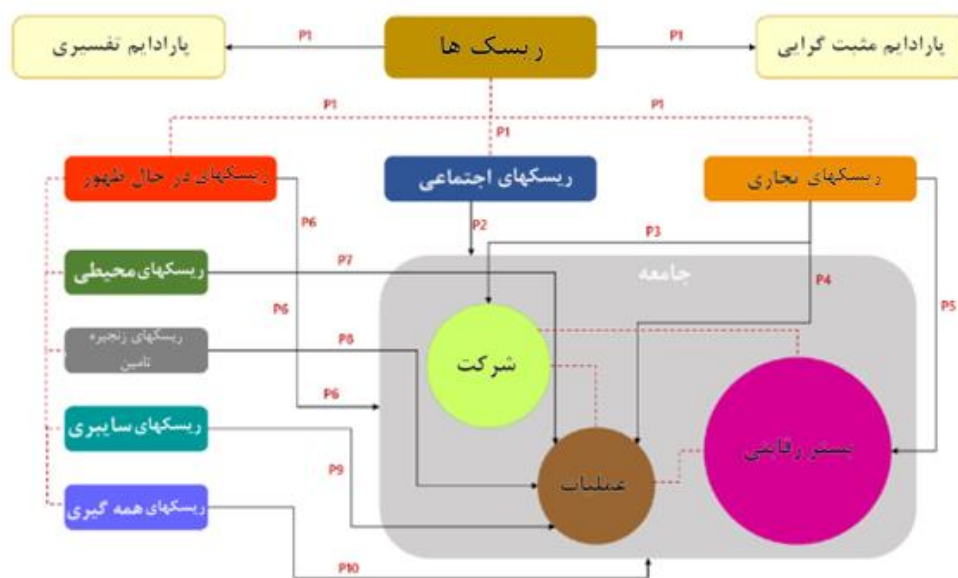 پارادایم تفسیری
P1
ریسک ها
P1
پارادایم مثبت گرایی
P1
P1
P1
ریسکهای در حال ظهور
ریسکهای اجتماعی
ریسکهای تجاری
P6
P2
P3
ریسکهای محیطی
P7
جامعه
P4
P6
P5
ریسکهای زنجیره
تامین
P8
شرکت
P6
ریسکهای سایبری
بستر رقابتی
P9
عملیات
ریسکهای همه گیری
P10